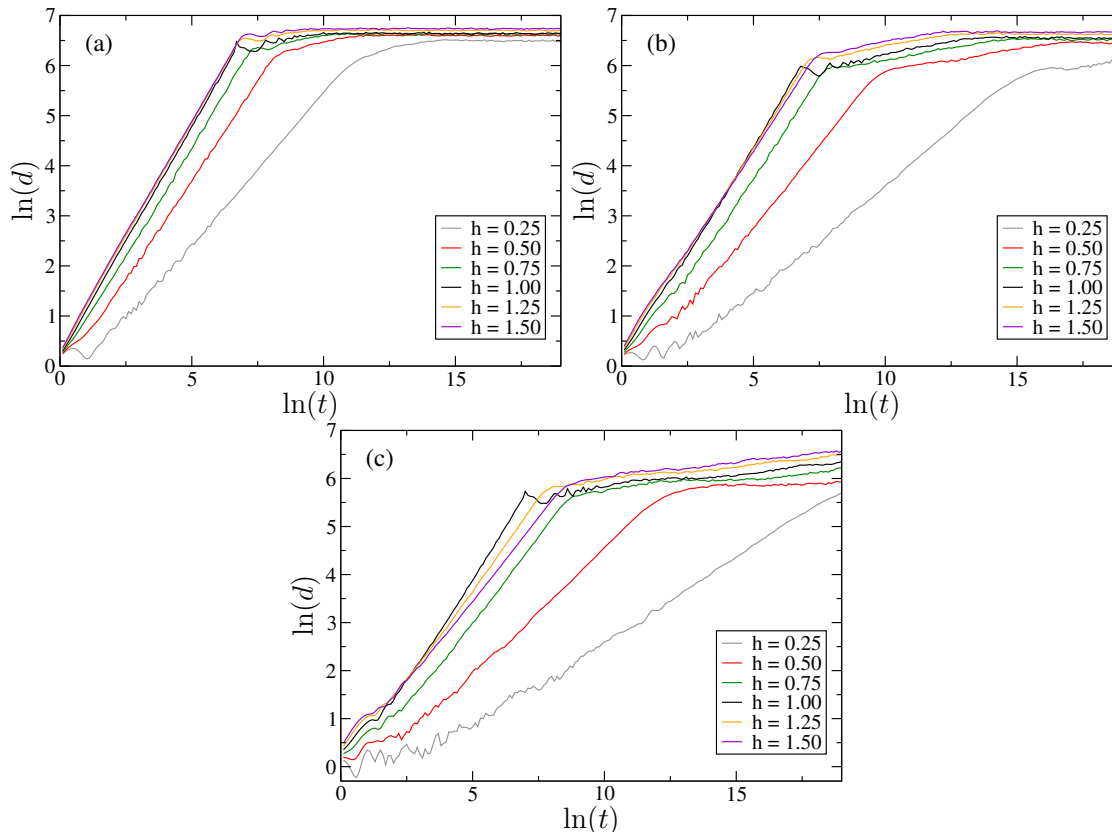 (a)
7
6
5
4
3
2
1
0
ln(d)
0
5
10
15
ln(t)
h = 0.25
h = 0.50
h = 0.75
h = 1.00
h = 1.25
h = 1.50
(b)
7
6
5
4
3
2
1
0
ln(d)
0
5
10
15
ln(t)
h = 0.25
h = 0.50
h = 0.75
h = 1.00
h = 1.25
h = 1.50
(c)
7
6
5
4
3
2
1
0
ln(d)
0
5
10
15
ln(t)
h = 0.25
h = 0.50
h = 0.75
h = 1.00
h = 1.25
h = 1.50